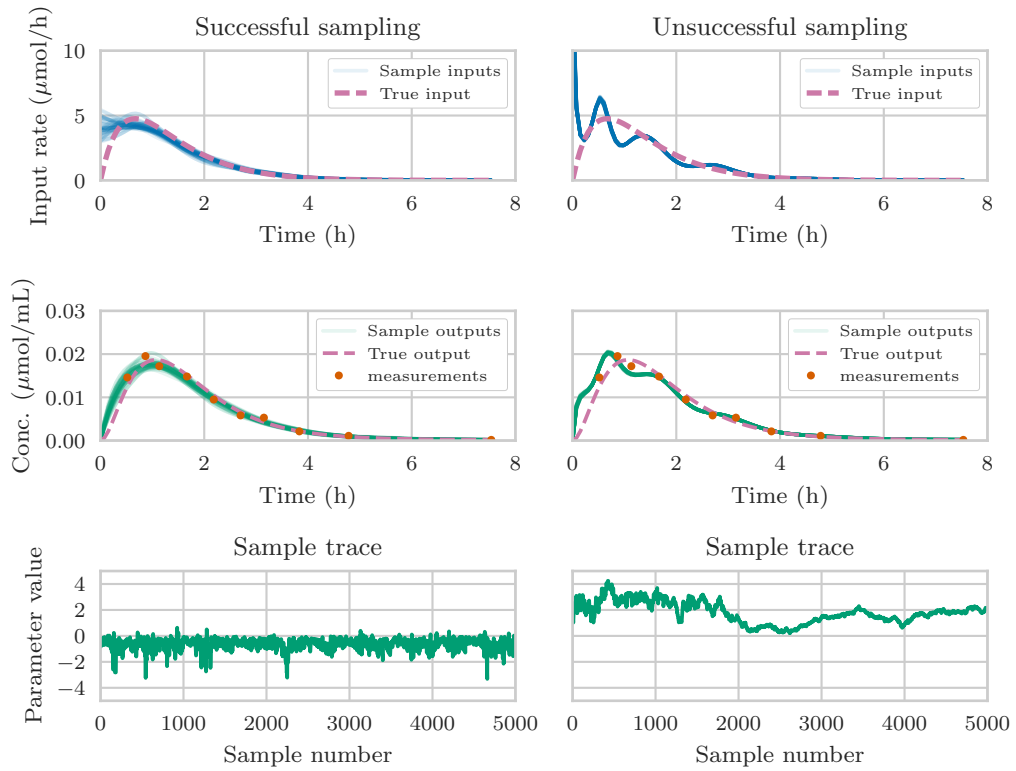 Successful sampling
Unsuccessful sampling
Input rate (μmol/h)
10
5
0
Sample inputs
True input
Sample inputs
True input
0 2 4 6 8
0 2 4 6 8
Time (h)
Time (h)
Conc. (μmol/mL)
0.03
0.02
0.01
0.00
Sample outputs
True output
measurements
Sample outputs
True output
measurements
0 2 4 6 8
0 2 4 6 8
Time (h)
Time (h)
Sample trace
Sample trace
Parameter value
4
2
0
−2
−4
0 1000 2000 3000 4000 5000
0 1000 2000 3000 4000 5000
Sample number
Sample number